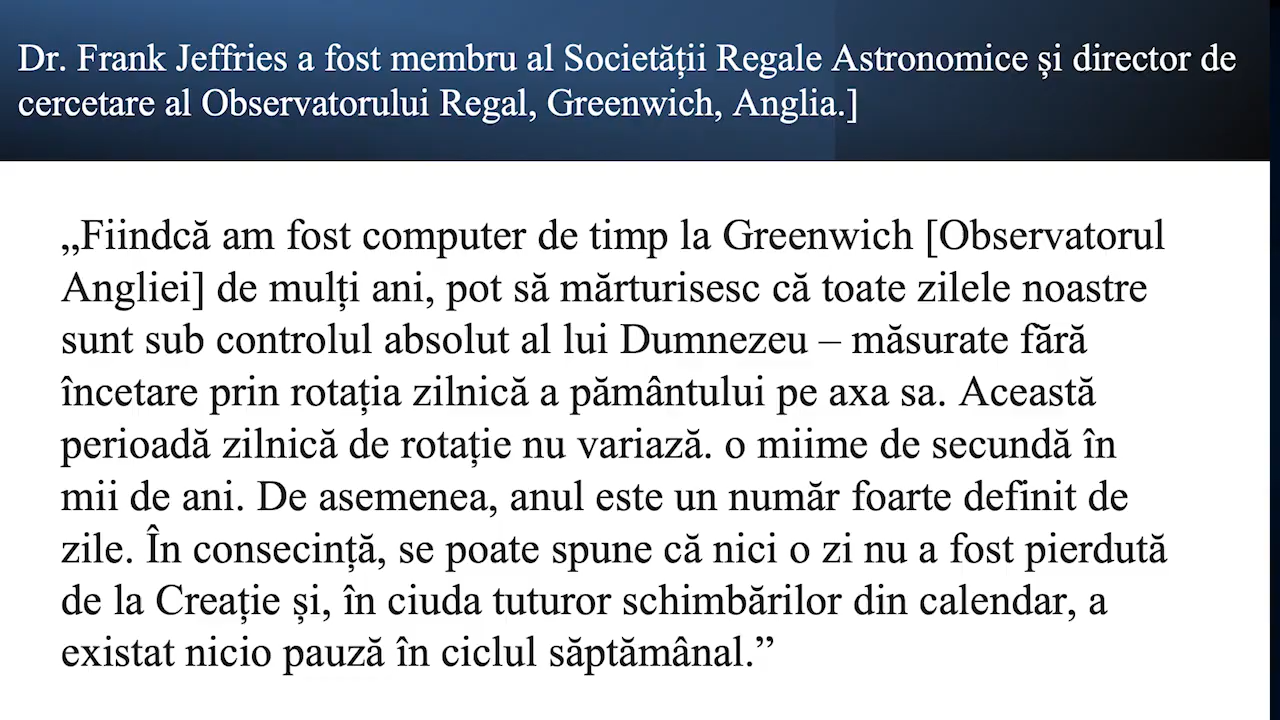 Dr. Frank Jeffries a fost membru al Societății Regale Astronomice și director de
cercetare al Observatorului Regal, Greenwich, Anglia.]
„Fiindcă am fost computer de timp la Greenwich [Observatorul
Angliei] de mulți ani, pot să mărturisesc că toate zilele noastre
sunt sub controlul absolut al lui Dumnezeu – măsurate fără
încetare prin rotația zilnică a pământului pe axa sa. Această
perioadă zilnică de rotație nu variază. o miime de secundă în
mii de ani. De asemenea, anul este un număr foarte definit de
zile. În consecință, se poate spune că nici o zi nu a fost pierdută
de la Creație și, în ciuda tuturor schimbărilor din calendar, a
existat nicio pauză în ciclul săptămânal.”